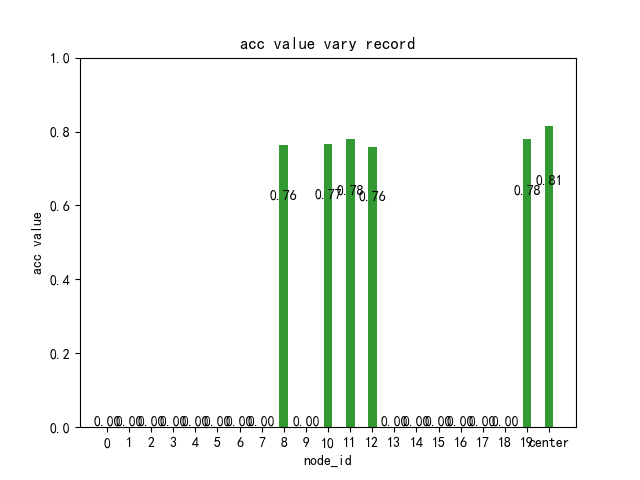 acc value vary record
1.0
0.8
0.6
0.4
0.2
0.0
acc value
0.00 0.00 0.00 0.00 0.00 0.00 0.00 0.00 0.76 0.00 0.77 0.78 0.76 0.00 0.00 0.00 0.00 0.00 0.00 0.78 0.81
0 1 2 3 4 5 6 7 8 9 10 11 12 13 14 15 16 17 18 19 center
node_id